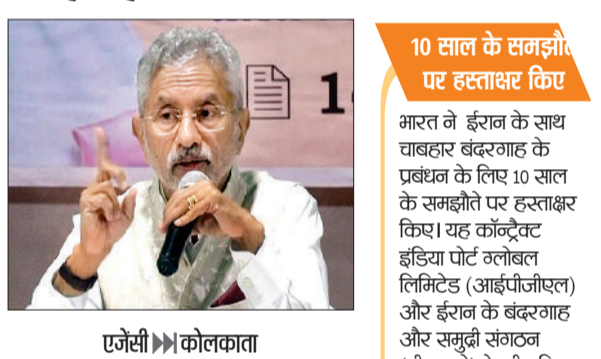 1
एजेंसी कोलकाता
10 साल के समझौते
पर हस्ताक्षर किए
भारत ने ईरान के साथ
चाबहार बंदरगाह के
प्रबंधन के लिए 10 साल
के समझौते पर हस्ताक्षर
किए। यह कॉन्ट्रैक्ट
इंडिया पोर्ट ग्लोबल
लिमिटेड (आईपीजीएल)
और ईरान के बंदरगाह
और समुद्री संगठन